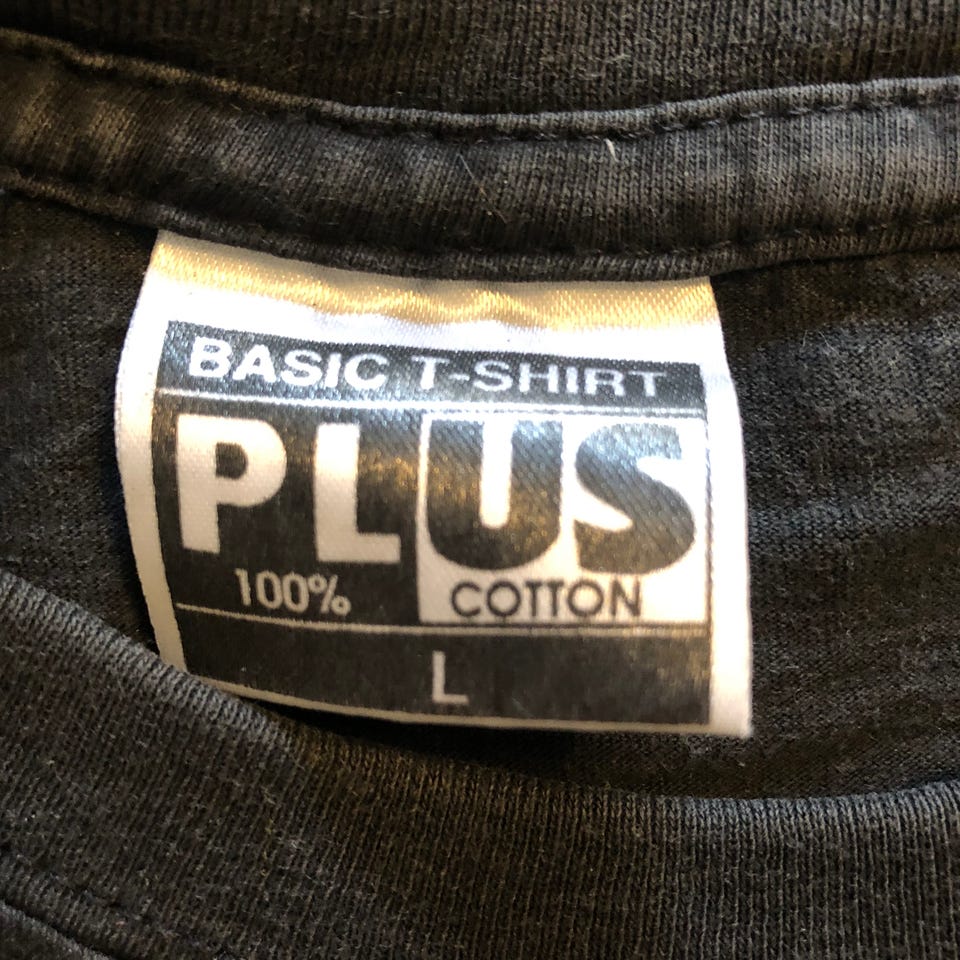 BASIC T-SHIRT
PLUS
100% COTTON
L